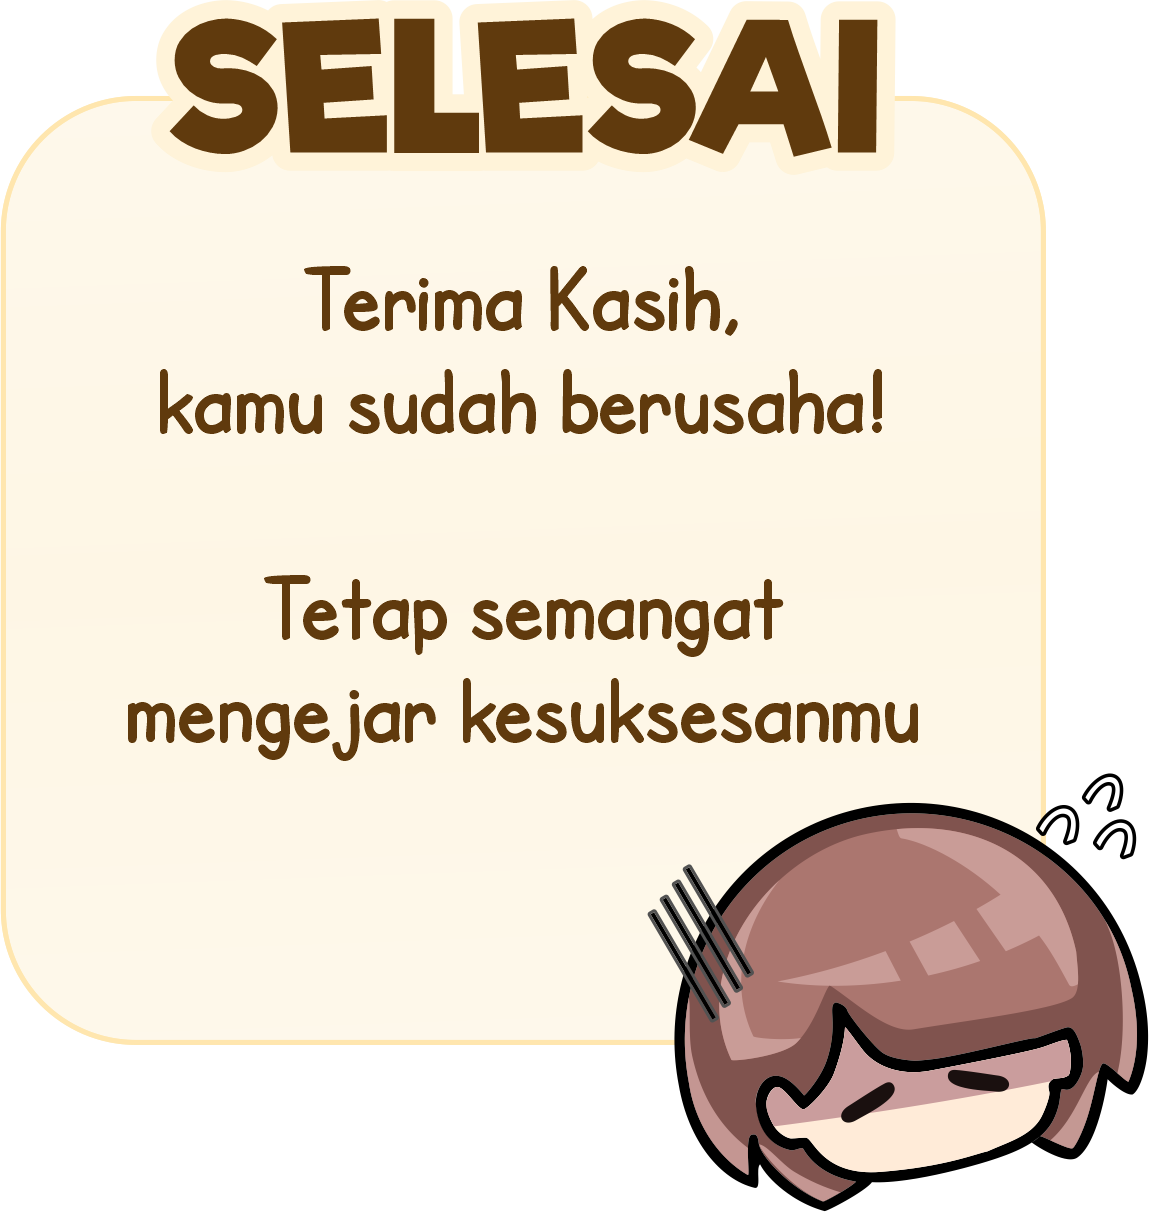 SELESAI
Terima Kasih,
kamu sudah berusaha!
Tetap semangat
mengejar kesuksesanmu